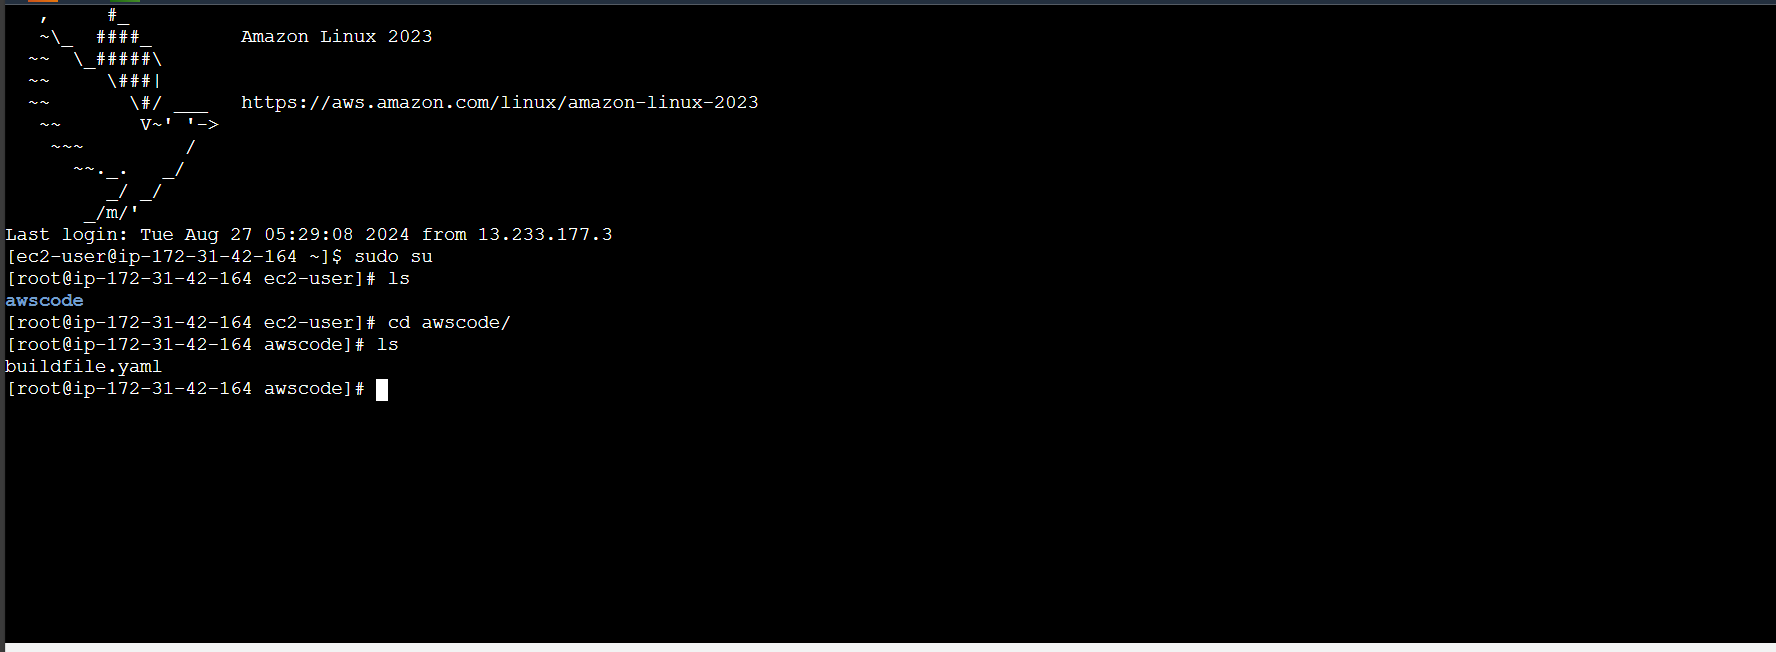 ,     #_
   ~\_  ####_        Amazon Linux 2023
  ~~  \_#####\
  ~~     \###|
  ~~       \#/ ___   https://aws.amazon.com/linux/amazon-linux-2023
   ~~       V~' '->
    ~~~         /
      ~~._.   _/
         _/ _/
       _/m/'
Last login: Tue Aug 27 05:29:08 2024 from 13.233.177.3
[ec2-user@ip-172-31-42-164 ~]$ sudo su
[root@ip-172-31-42-164 ec2-user]# ls
awscode
[root@ip-172-31-42-164 ec2-user]# cd awscode/
[root@ip-172-31-42-164 awscode]# ls
buildfile.yaml
[root@ip-172-31-42-164 awscode]#